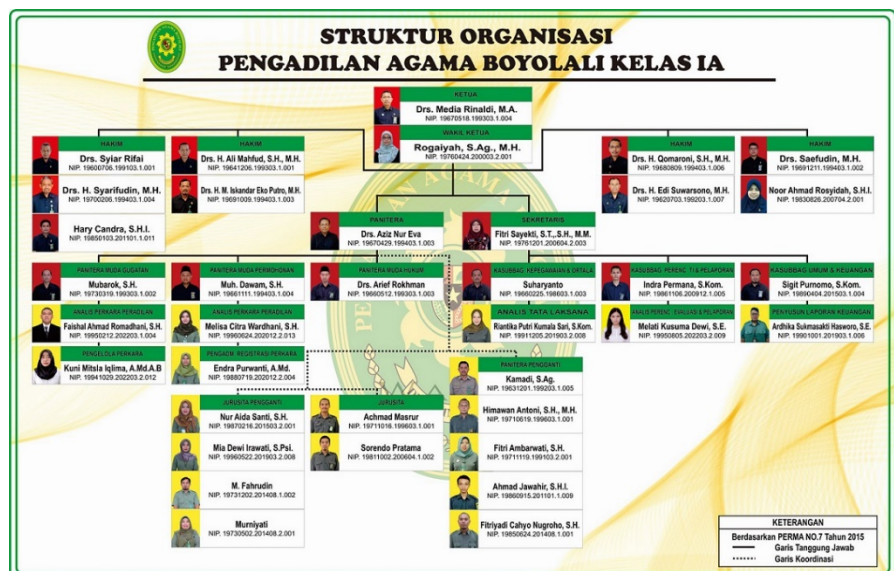 STRUKTUR ORGANISASI
PENGADILAN AGAMA BOYOLALI KELAS IA
KETUA
Drs. Media Rinaldi, M.A.
NIP. 19670518.199303.1.004
WAKIL KETUA
Rogaiyah, S.Ag., M.H.
NIP. 19760424.200003.2.001
HAKIM
Drs. Syiar Rifai
NIP. 19600706.199103.1.001
Drs. H. Syarifudin, M.H.
NIP. 19700206.199403.1.004
Hary Candra, S.H.I.
NIP. 19850103.201101.1.011
HAKIM
Drs. H. Ali Mahfud, S.H., M.H.
NIP. 19641206.199303.1.001
Drs. H. M. Iskandar Eko Putro, M.H.
NIP. 19691009.199403.1.003
HAKIM
Drs. H. Qomaroni, S.H., M.H.
NIP. 19680809.199403.1.006
Drs. H. Edi Suwarsono, M.H.
NIP. 19620703.199203.1.007
HAKIM
Drs. Saefudin, M.H.
NIP. 19691211.199403.1.002
Noor Ahmad Rosyidah, S.H.I.
NIP. 19830826.200704.2.001
PANITERA
Drs. Aziz Nur Eva
NIP. 19670429.199403.1.003
SEKRETARIS
Fitri Sayekti, S.T.,S.H., M.M.
NIP. 19761201.200604.2.003
PANITERA MUDA GUGATAN
Mubarok, S.H.
NIP. 19730319.199303.1.002
ANALIS PERKARA PERADILAN
Faishal Ahmad Romadhani, S.H.
NIP. 19950212.202203.1.004
PENGELOLA PERKARA
Kuni Mitsla Iqlima, A.Md.A.B
NIP. 19941029.202203.2.012
PANITERA MUDA PERMOHONAN
Muh. Dawam, S.H.
NIP. 19661111.199403.1.004
ANALIS PERKARA PERADILAN
Melisa Citra Wardhani, S.H.
NIP. 19960624.202012.2.013
PENGADM. REGISTRASI PERKARA
Endra Purwanti, A.Md.
NIP. 19880719.202012.2.004
PANITERA MUDA HUKUM
Drs. Arief Rokhman
NIP. 19660512.199303.1.003
KASUBBAG. KEPEGAWAIAN & ORTALA
Suharyanto
NIP. 19660225.198603.1.003
ANALIS TATA LAKSANA
Riantika Putri Kumala Sari, S.Kom.
NIP. 19911205.201903.2.008
KASUBBAG. PERENC, TI & PELAPORAN
Indra Permana, S.Kom.
NIP. 19861106.200912.1.005
ANALIS PERENC. EVALUASI & PELAPORAN
Melati Kusuma Dewi, S.E.
NIP. 19950805.202203.2.009
KASUBBAG UMUM & KEUANGAN
Sigit Purnomo, S.Kom.
NIP. 19890404.201503.1.004
PENYUSUN LAPORAN KEUANGAN
Ardhika Sukmasakti Hasworo, S.E.
NIP. 19901001.201903.1.006
JURUSITA PENGGANTI
Nur Aida Santi, S.H.
NIP. 19870216.201503.2.001
Mia Dewi Irawati, S.Psi.
NIP. 19960522.201903.2.008
M. Fahrudin
NIP. 19731202.201408.1.002
Murniyati
NIP. 19730502.201408.2.001
JURUSITA
Achmad Masrur
NIP. 19711016.199603.1.001
Sorendo Pratama
NIP. 19811002.200604.1.002
PANITERA PENGGANTI
Kamadi, S.Ag.
NIP. 19631201.199203.1.005
Himawan Antoni, S.H., M.H.
NIP. 19710619.199603.1.001
Fitri Ambarwati, S.H.
NIP. 19711119.199103.2.001
Ahmad Jawahir, S.H.I.
NIP. 19860915.201101.1.009
Fitriyadi Cahyo Nugroho, S.H.
NIP. 19850624.201408.1.001
KETERANGAN
Berdasarkan PERMA NO.7 Tahun 2015
Garis Tanggung Jawab
Garis Koordinasi